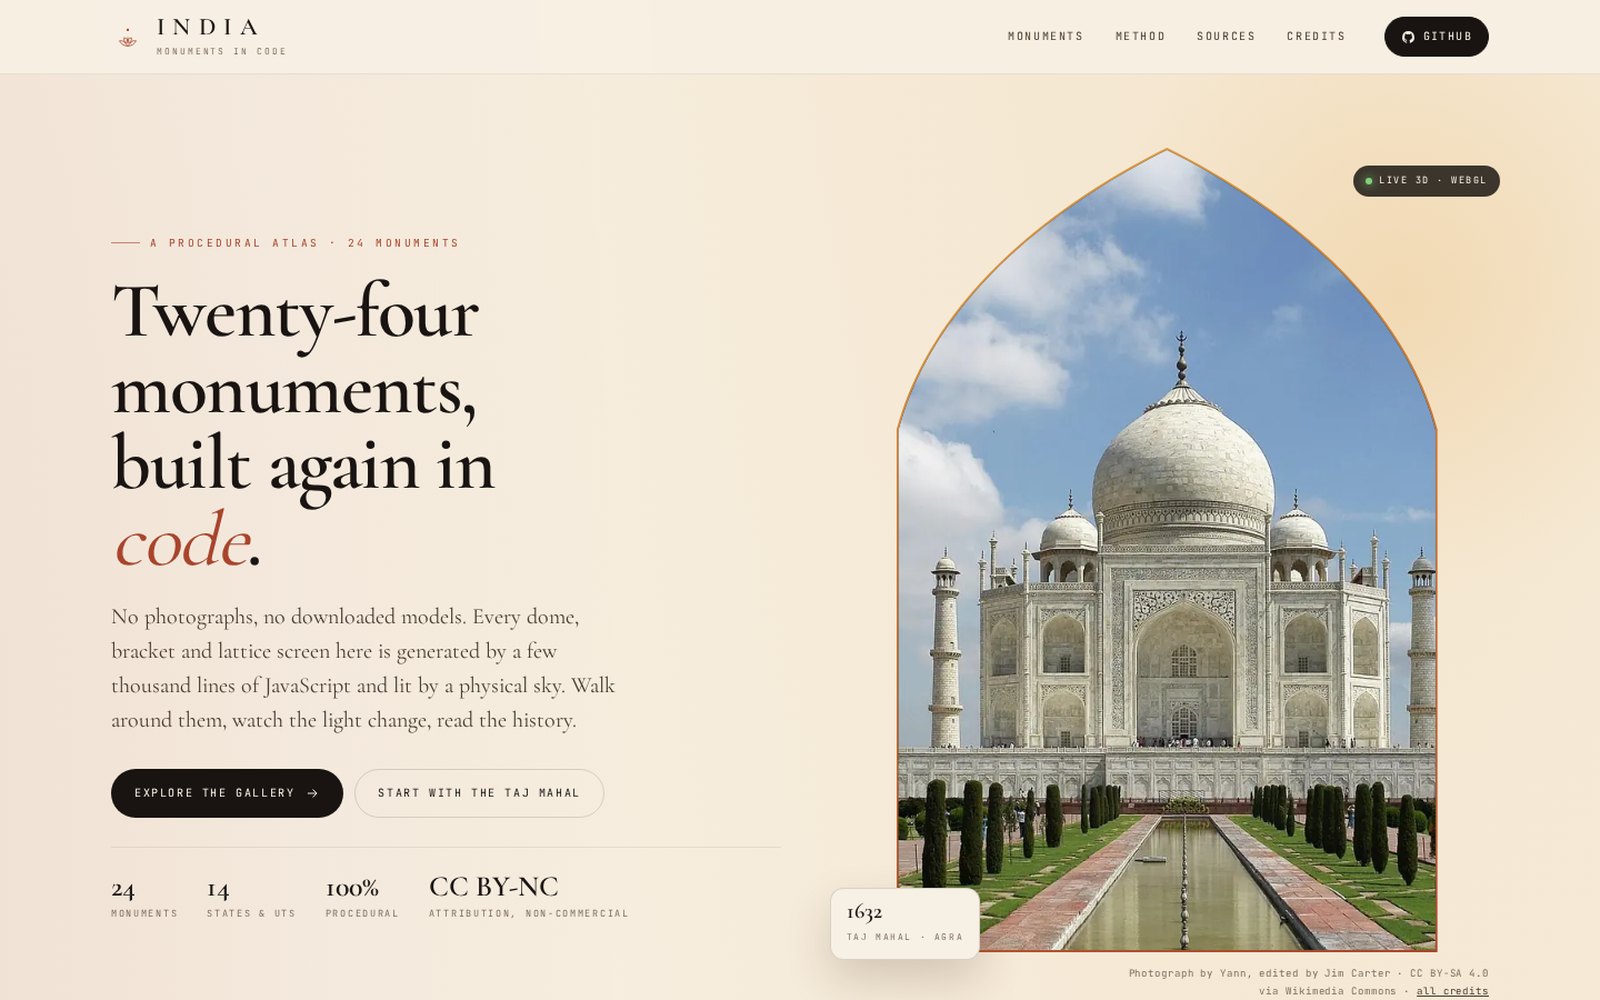 INDIA
MONUMENTS IN CODE
MONUMENTS
METHOD
SOURCES
CREDITS
GITHUB
LIVE 3D · WEBGL
A PROCEDURAL ATLAS · 24 MONUMENTS
Twenty-four
monuments,
built again in
code.
No photographs, no downloaded models. Every dome,
bracket and lattice screen here is generated by a few
thousand lines of JavaScript and lit by a physical sky. Walk
around them, watch the light change, read the history.
EXPLORE THE GALLERY →
START WITH THE TAJ MAHAL
24
MONUMENTS
14
STATES & UTS
100%
PROCEDURAL
CC BY-NC
ATTRIBUTION, NON-COMMERCIAL
1632
TAJ MAHAL · AGRA
Photograph by Yann, edited by Jim Carter · CC BY-SA 4.0
via Wikimedia Commons · all credits